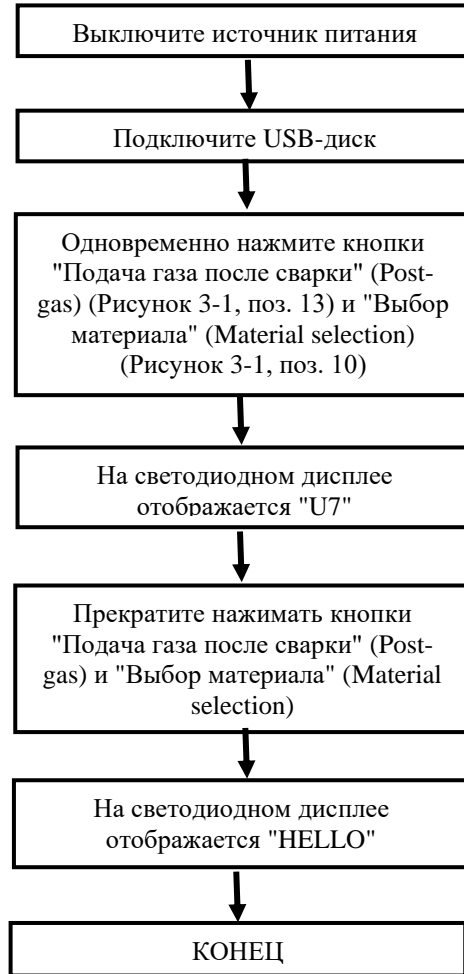 Выключите источник питания
Подключите USB-диск
Одновременно нажмите кнопки
"Подача газа после сварки" (Post-
gas) (Рисунок 3-1, поз. 13) и "Выбор
материала" (Material selection)
(Рисунок 3-1, поз. 10)
На светодиодном дисплее
отображается "U7"
Прекратите нажимать кнопки
"Подача газа после сварки" (Post-
gas) и "Выбор материала" (Material
selection)
На светодиодном дисплее
отображается "HELLO"
КОНЕЦ